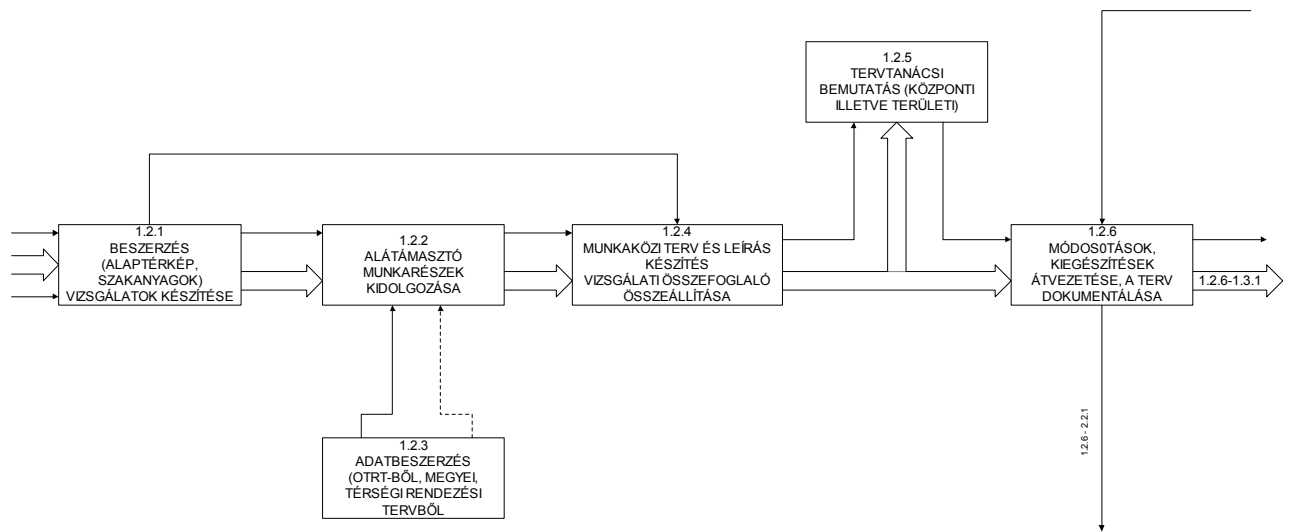 1.2.5
TERVTANÁCSI
BEMUTATÁS (KÖZPONTI
ILLETVE TERÜLETI)
1.2.1
BESZERZÉS
(ALAPTÉRKÉP,
SZAKANYAGOK)
VIZSGÁLATOK KÉSZÍTÉSE
1.2.2
ALÁTÁMASZTÓ
MUNKARÉSZEK
KIDOLGOZÁSA
1.2.4
MUNKAKÖZI TERV ÉS LEÍRÁS
KÉSZÍTÉS
VIZSGÁLATI ÖSSZEFOGLALÓ
ÖSSZEÁLLÍTÁSA
1.2.6
MÓDOS0TÁSOK,
KIEGÉSZÍTÉSEK
ÁTVEZETÉSE, A TERV
DOKUMENTÁLÁSA
1.2.6-1.3.1
1.2.3
ADATBESZERZÉS
(OTRT-BŐL, MEGYEI,
TÉRSÉGI RENDEZÉSI
TERVBŐL
1.2.6 - 2.2.1